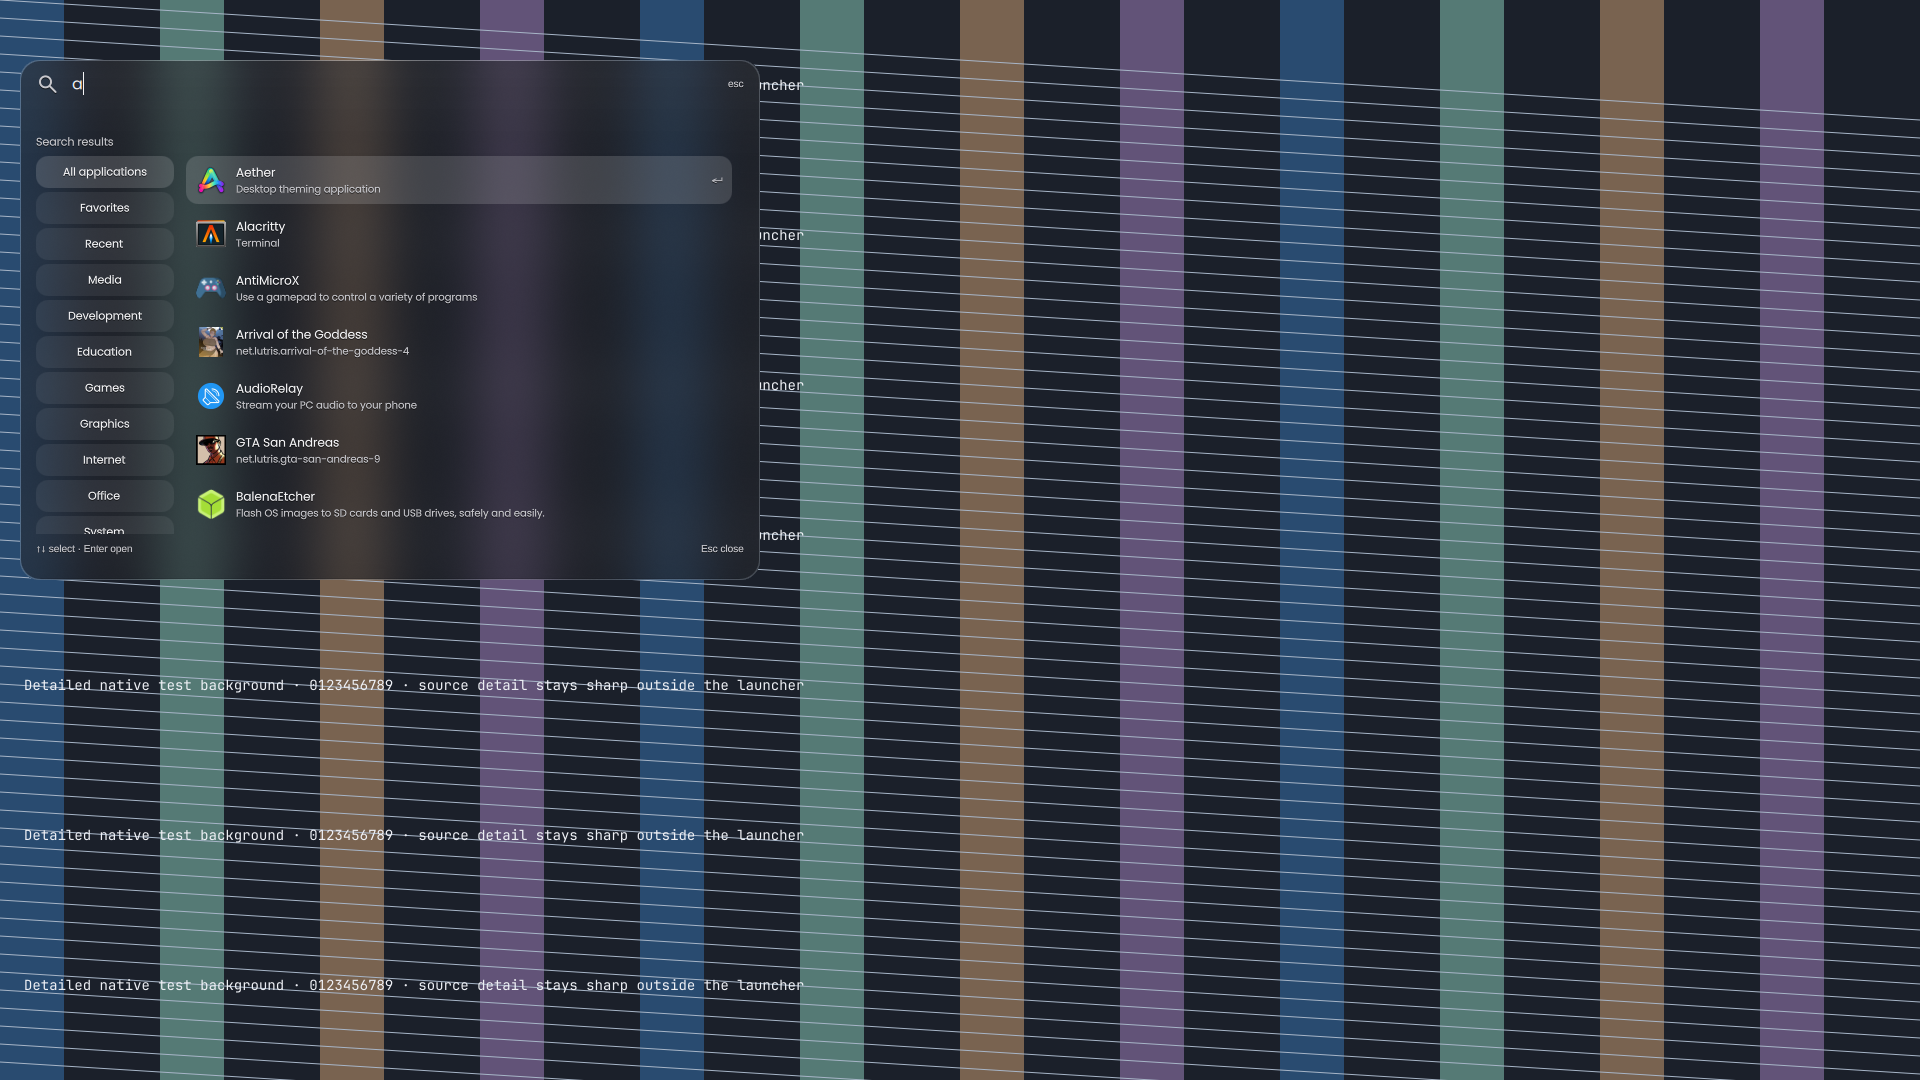 a
esc
uncher
Search results
All applications
Favorites
Recent
Media
Development
Education
Games
Graphics
Internet
Office
System
Aether
Desktop theming application
Alacritty
Terminal
uncher
AntiMicroX
Use a gamepad to control a variety of programs
Arrival of the Goddess
net.lutris.arrival-of-the-goddess-4
AudioRelay
Stream your PC audio to your phone
uncher
GTA San Andreas
net.lutris.gta-san-andreas-9
BalenaEtcher
Flash OS images to SD cards and USB drives, safely and easily.
uncher
↑↓ select · Enter open
Esc close
Detailed native test background · 0123456789 · source detail stays sharp outside the launcher
Detailed native test background · 0123456789 · source detail stays sharp outside the launcher
Detailed native test background · 0123456789 · source detail stays sharp outside the launcher